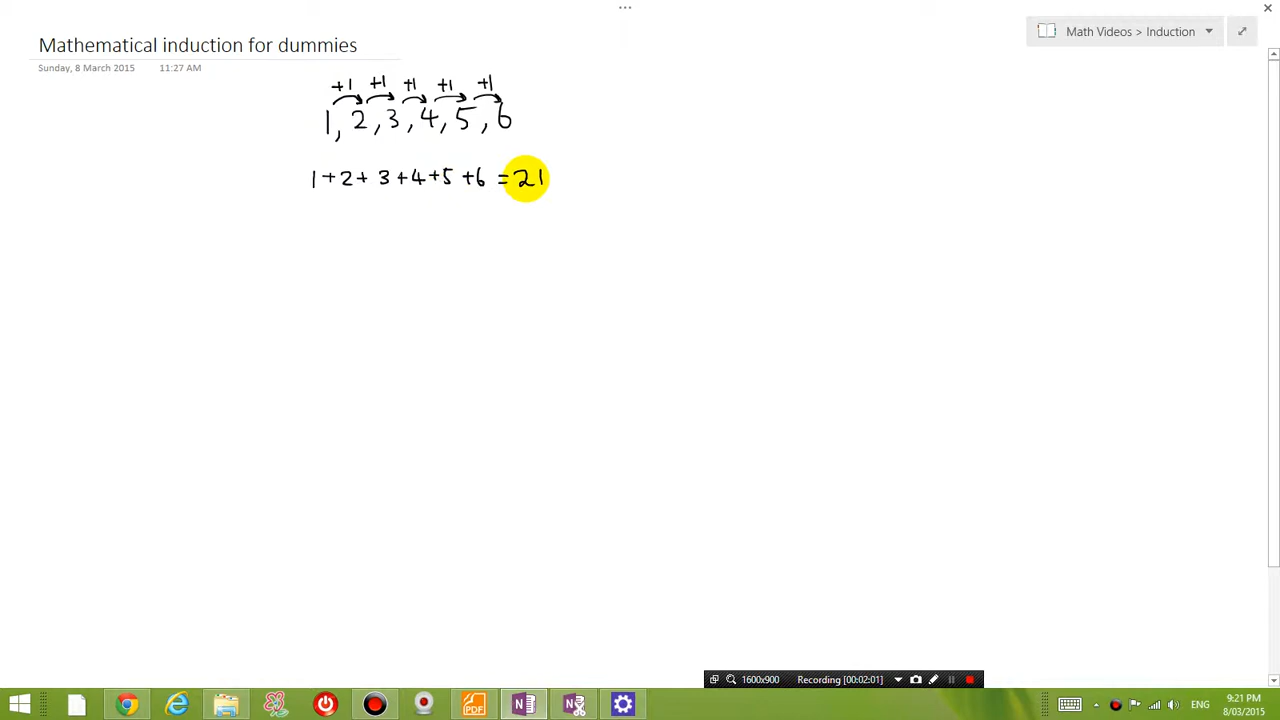 Math Videos > Induction
Mathematical induction for dummies
Sunday, 8 March 2015 11:27 AM
+1 +1 +1 +1 +1
1, 2, 3, 4, 5, 6
1 + 2 + 3 + 4 + 5 + 6 = 21
1600x900 Recording [00:02:01]
PDF
N N
ENG
9:21 PM
8/03/2015